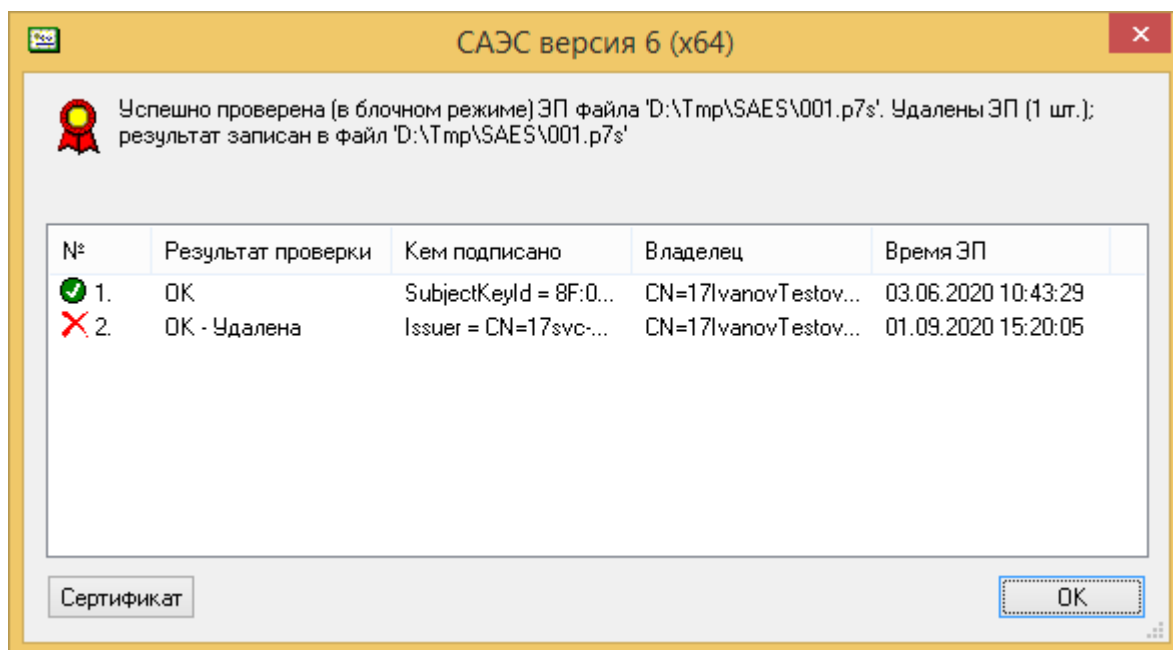 САЭС версия 6 (x64)
Успешно проверена (в блочном режиме) ЭП файла 'D:\Tmp\SAES\001.p7s'. Удалены ЭП (1 шт.);
результат записан в файл 'D:\Tmp\SAES\001.p7s'
№ Результат проверки Кем подписано Владелец Время ЭП
1. OK SubjectKeyId = 8F:0... CN=17IvanovTestov... 03.06.2020 10:43:29
2. OK - Удалена Issuer = CN=17svc-... CN=17IvanovTestov... 01.09.2020 15:20:05
Сертификат OK